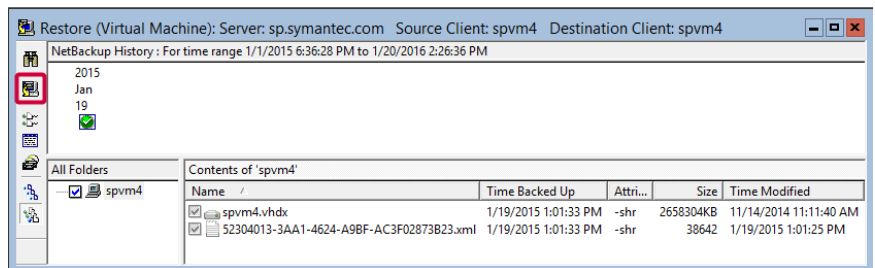 Restore (Virtual Machine): Server: sp.symantec.com Source Client: spvm4 Destination Client: spvm4
NetBackup History : For time range 1/1/2015 6:36:28 PM to 1/20/2016 2:26:36 PM
2015
Jan
19
All Folders
Contents of 'spvm4'
spvm4
Name Time Backed Up Attri... Size Time Modified
spvm4.vhdx 1/19/2015 1:01:33 PM -shr 2658304KB 11/14/2014 11:11:40 AM
52304013-3AA1-4624-A9BF-AC3F02873B23.xml 1/19/2015 1:01:33 PM -shr 38642 1/19/2015 1:01:25 PM